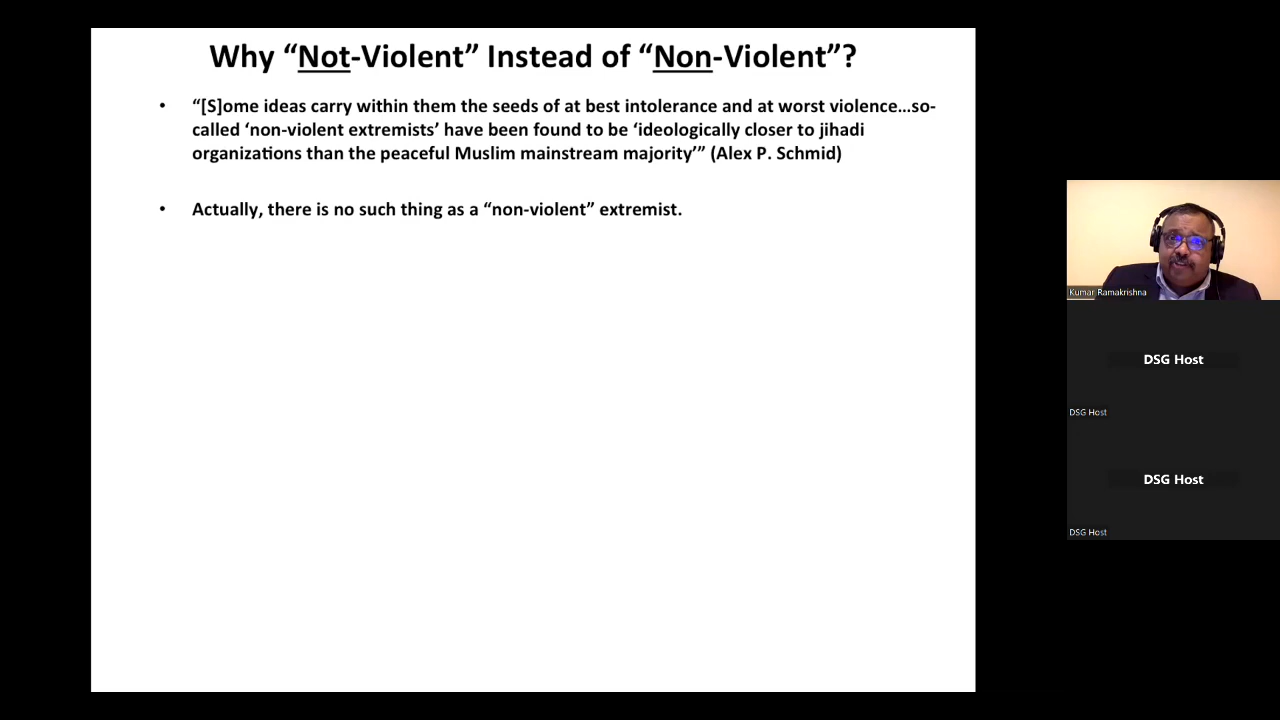 Why “Not-Violent” Instead of “Non-Violent”?
• “[S]ome ideas carry within them the seeds of at best intolerance and at worst violence…so-
called ‘non-violent extremists’ have been found to be ‘ideologically closer to jihadi
organizations than the peaceful Muslim mainstream majority’” (Alex P. Schmid)
• Actually, there is no such thing as a “non-violent” extremist.
Kumar Ramakrishna
DSG Host
DSG Host
DSG Host
DSG Host